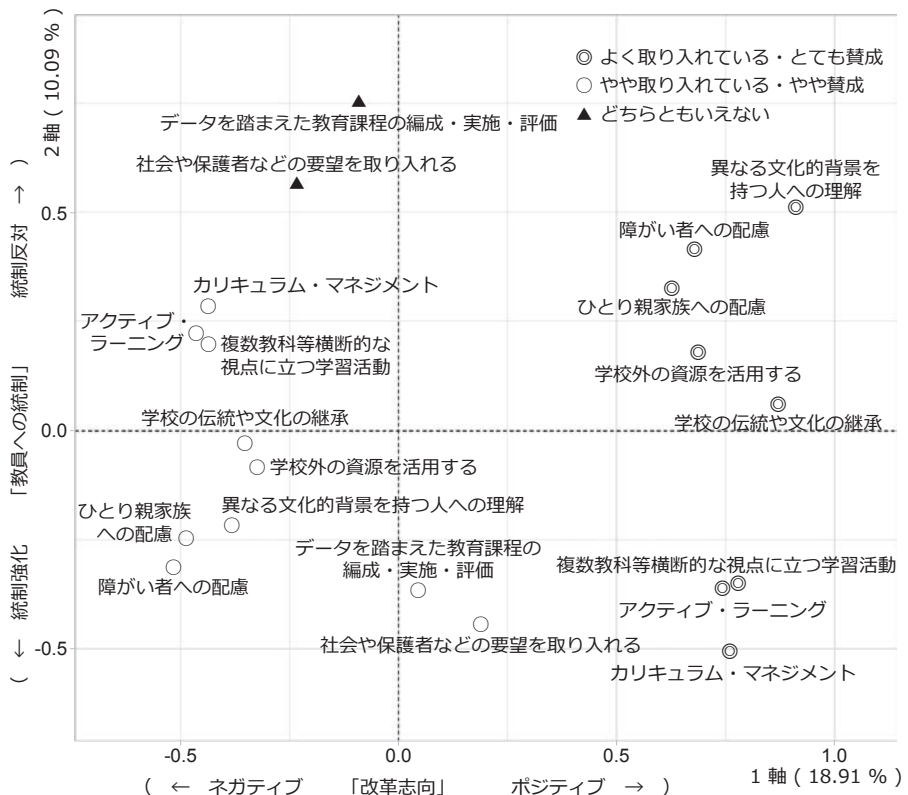 2 軸 ( 10.09 % )
◎ よく取り入れている・とても賛成
○ やや取り入れている・やや賛成
▲ どちらともいえない
データを踏まえた教育課程の編成・実施・評価
社会や保護者などの要望を取り入れる
異なる文化的背景を
持つ人への理解
障がい者への配慮
ひとり親家族への配慮
学校外の資源を活用する
学校の伝統や文化の継承
カリキュラム・マネジメント
アクティブ・
ラーニング
複数教科等横断的な
視点に立つ学習活動
学校の伝統や文化の継承
学校外の資源を活用する
異なる文化的背景を持つ人への理解
ひとり親家族
への配慮
障がい者への配慮
データを踏まえた教育課程の
編成・実施・評価
社会や保護者などの要望を取り入れる
複数教科等横断的な視点に立つ学習活動
アクティブ・ラーニング
カリキュラム・マネジメント
0.5
0.0
-0.5
( ← 統制強化 「教員への統制」 統制反対 → )
-0.5
0.0
0.5
1.0
1 軸 ( 18.91 % )
( ← ネガティブ 「改革志向」 ポジティブ → )